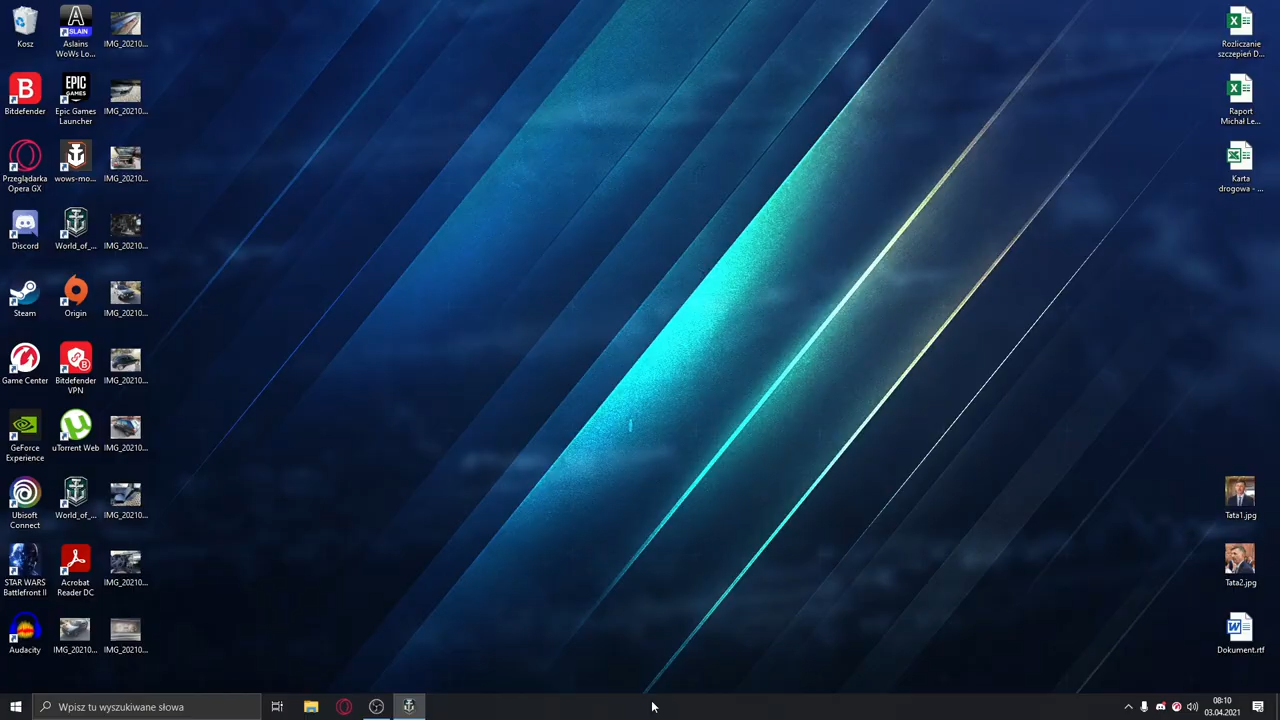 Kosz
Aslains
WoWs Lo...
IMG_20210...
Bitdefender
Epic Games
Launcher
IMG_20210...
Przeglądarka
Opera GX
wows-mo...
IMG_20210...
Discord
World_of_...
IMG_20210...
Steam
Origin
IMG_20210...
Game Center
Bitdefender
VPN
IMG_20210...
GeForce
Experience
uTorrent Web
IMG_20210...
Ubisoft
Connect
World_of_...
IMG_20210...
STAR WARS
Battlefront II
Acrobat
Reader DC
IMG_20210...
Audacity
IMG_20210...
IMG_20210...
Rozliczanie
szczepień D...
Raport
Michał Le...
Karta
drogowa - ...
Tata1.jpg
Tata2.jpg
Dokument.rtf
Wpisz tu wyszukiwane słowa
08:10
03.04.2021